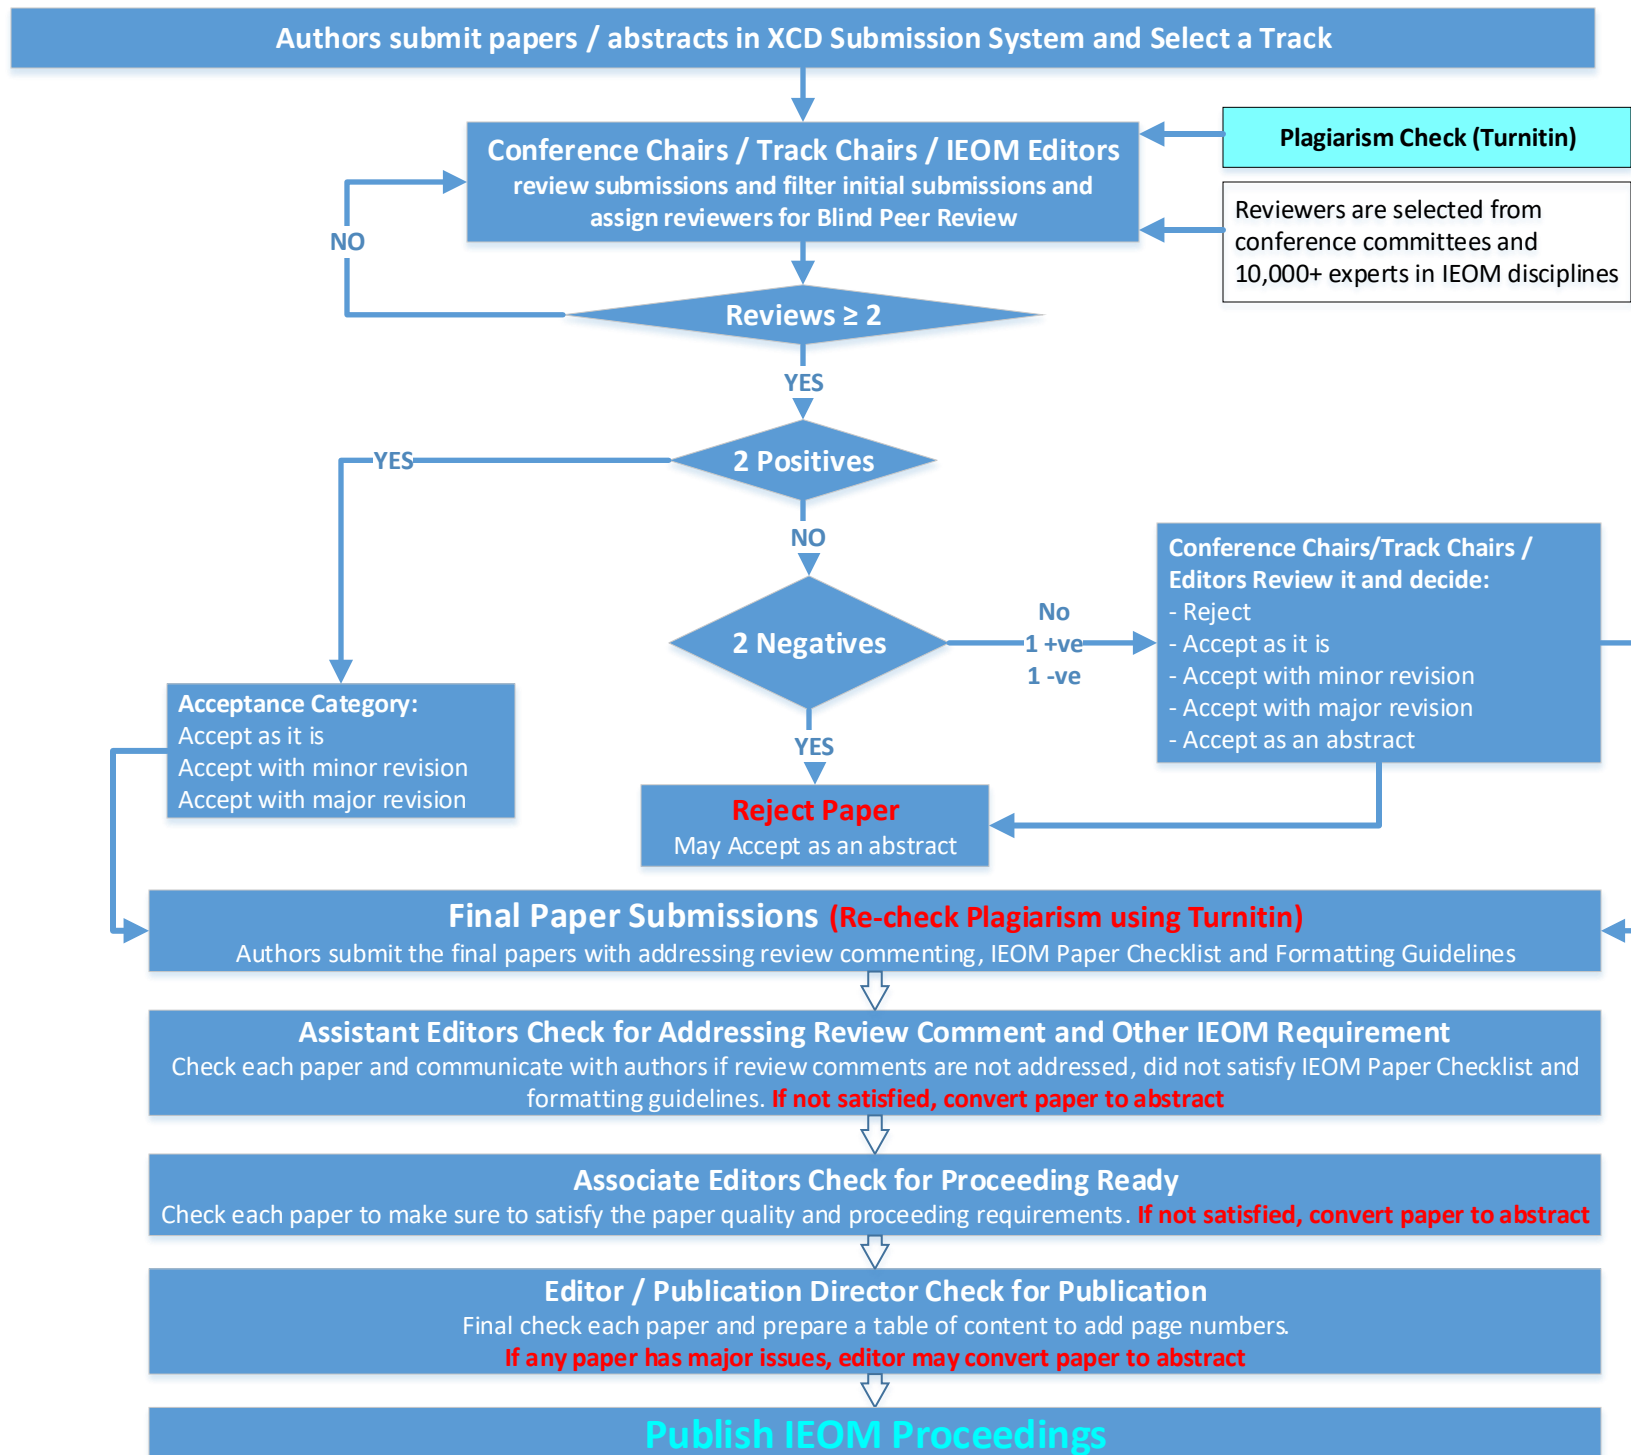 Authors submit papers / abstracts in XCD Submission System and Select a Track
Conference Chairs / Track Chairs / IEOM Editors
review submissions and filter initial submissions and
assign reviewers for Blind Peer Review
Plagiarism Check (Turnitin)
Reviewers are selected from
conference committees and
10,000+ experts in IEOM disciplines
NO
Reviews ≥ 2
YES
2 Positives
YES
NO
2 Negatives
No
1 +ve
1 -ve
Conference Chairs/Track Chairs /
Editors Review it and decide:
- Reject
- Accept as it is
- Accept with minor revision
- Accept with major revision
- Accept as an abstract
Acceptance Category:
Accept as it is
Accept with minor revision
Accept with major revision
YES
Reject Paper
May Accept as an abstract
Final Paper Submissions (Re-check Plagiarism using Turnitin)
Authors submit the final papers with addressing review commenting, IEOM Paper Checklist and Formatting Guidelines
Assistant Editors Check for Addressing Review Comment and Other IEOM Requirement
Check each paper and communicate with authors if review comments are not addressed, did not satisfy IEOM Paper Checklist and
formatting guidelines. If not satisfied, convert paper to abstract
Associate Editors Check for Proceeding Ready
Check each paper to make sure to satisfy the paper quality and proceeding requirements. If not satisfied, convert paper to abstract
Editor / Publication Director Check for Publication
Final check each paper and prepare a table of content to add page numbers.
If any paper has major issues, editor may convert paper to abstract
Publish IEOM Proceedings